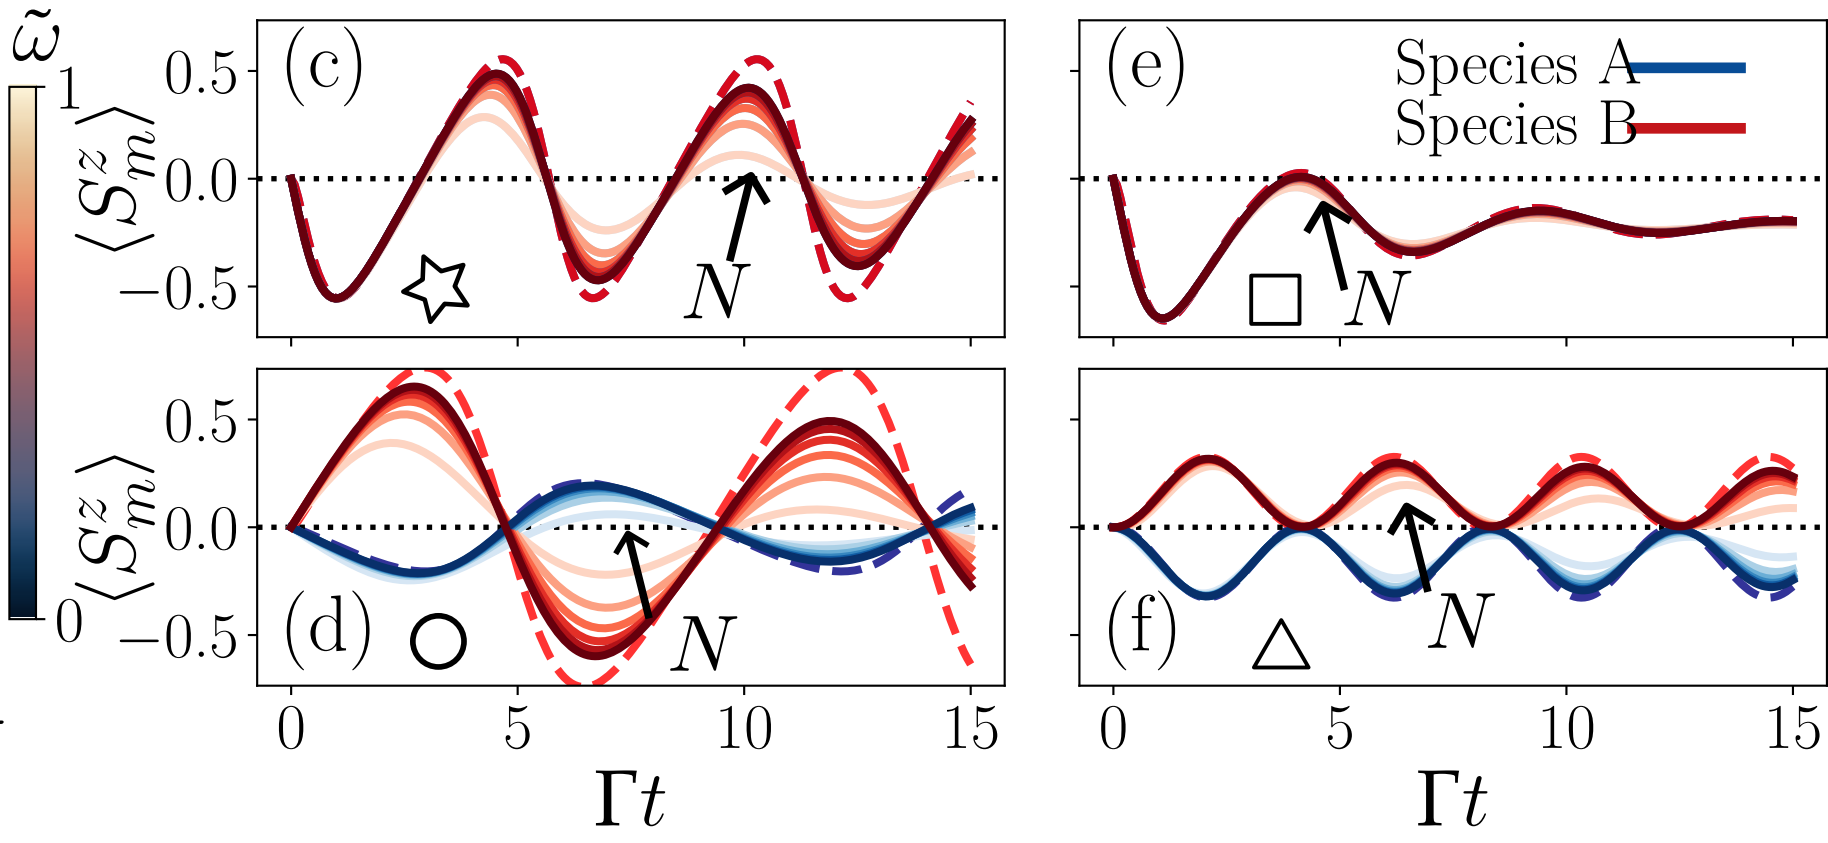 ω̃
1
0
(c)
⟨S^z_m⟩
0.5
0.0
−0.5
N
(e)
Species A
Species B
N
(d)
⟨S^z_m⟩
0.5
0.0
−0.5
N
0 5 10 15
Γt
(f)
N
0 5 10 15
Γt